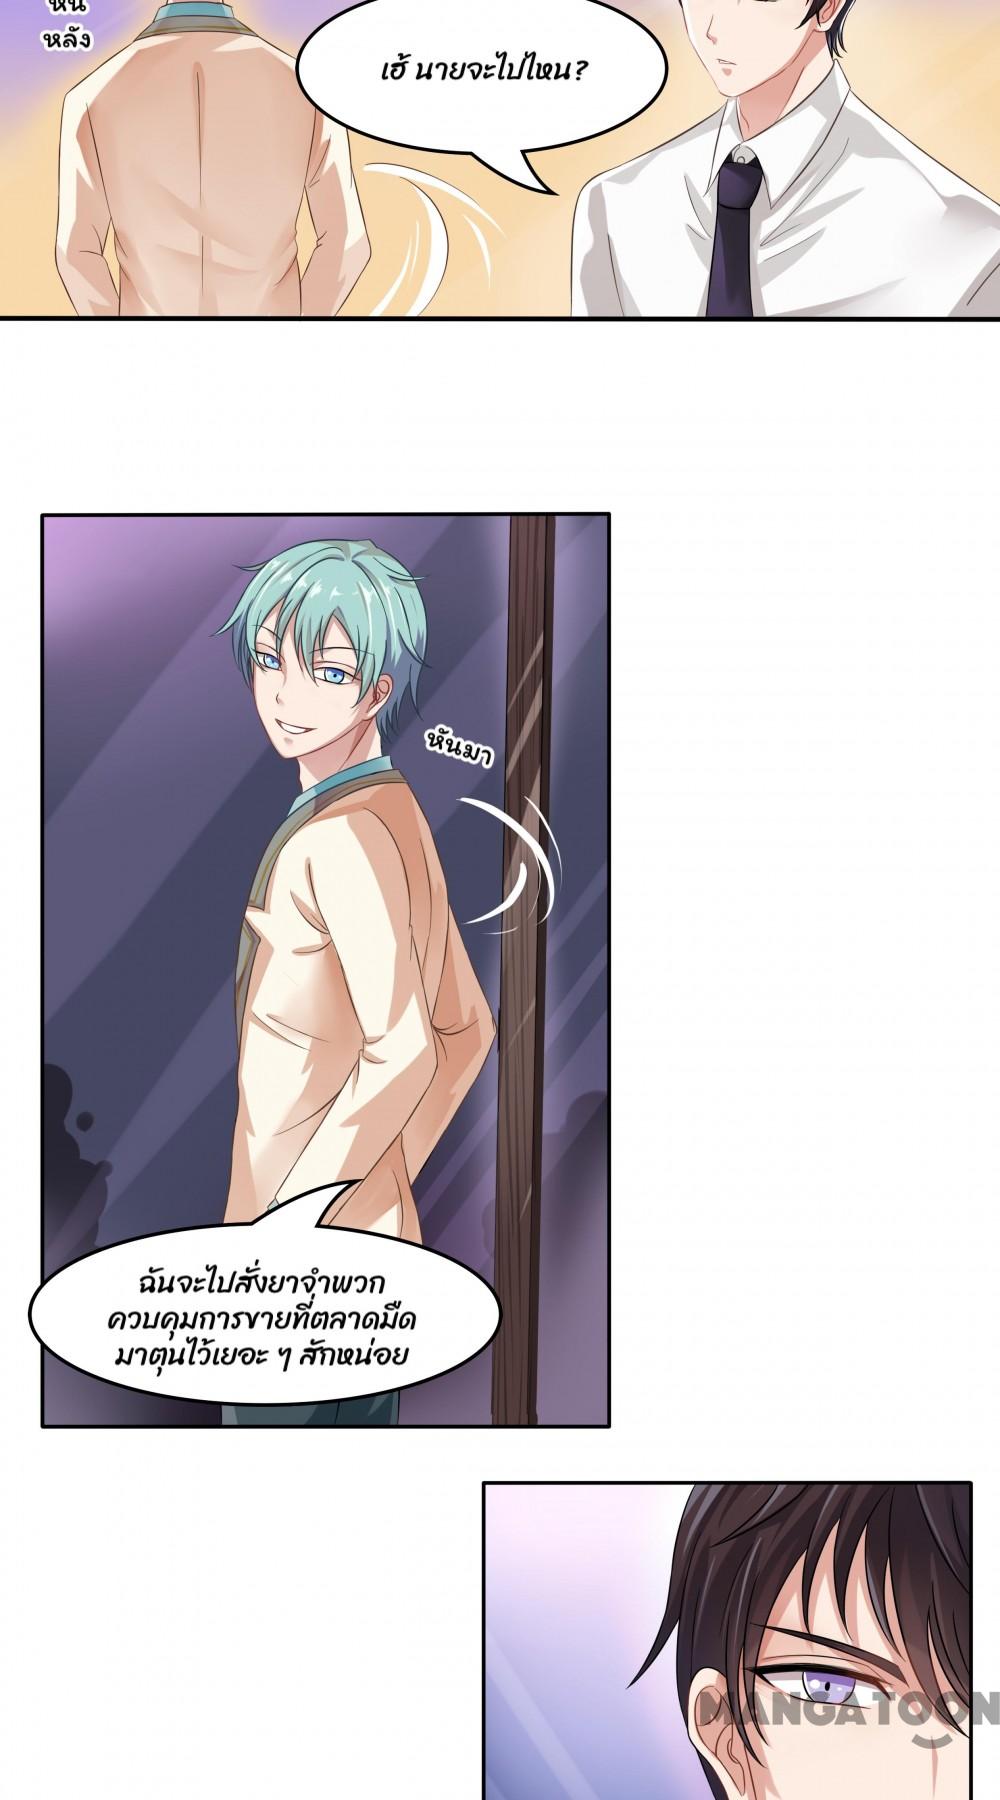 หัน
หลัง
เฮ้ นายจะไปไหน?
หันมา
ฉันจะไปสั่งยาจำพวก
ควบคุมการขายที่ตลาดมืด
มาตุนไว้เยอะ ๆ สักหน่อย
MANGATOON